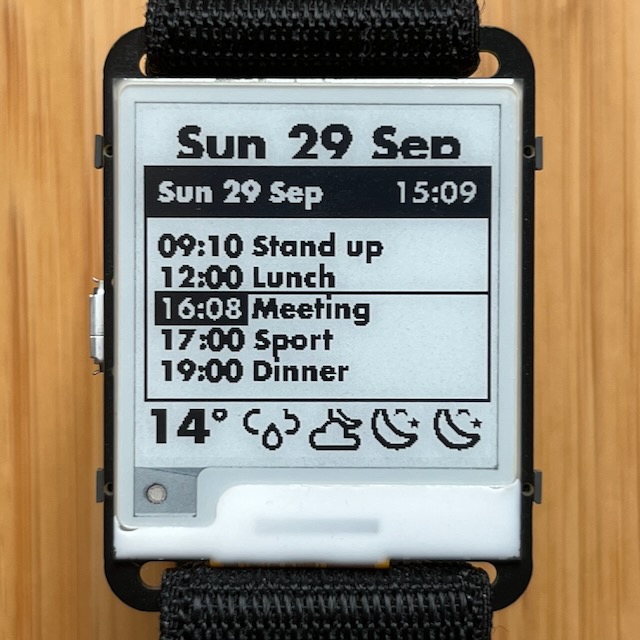 Sun 29 Sep
Sun 29 Sep 15:09
09:10 Stand up
12:00 Lunch
16:08 Meeting
17:00 Sport
19:00 Dinner
14°